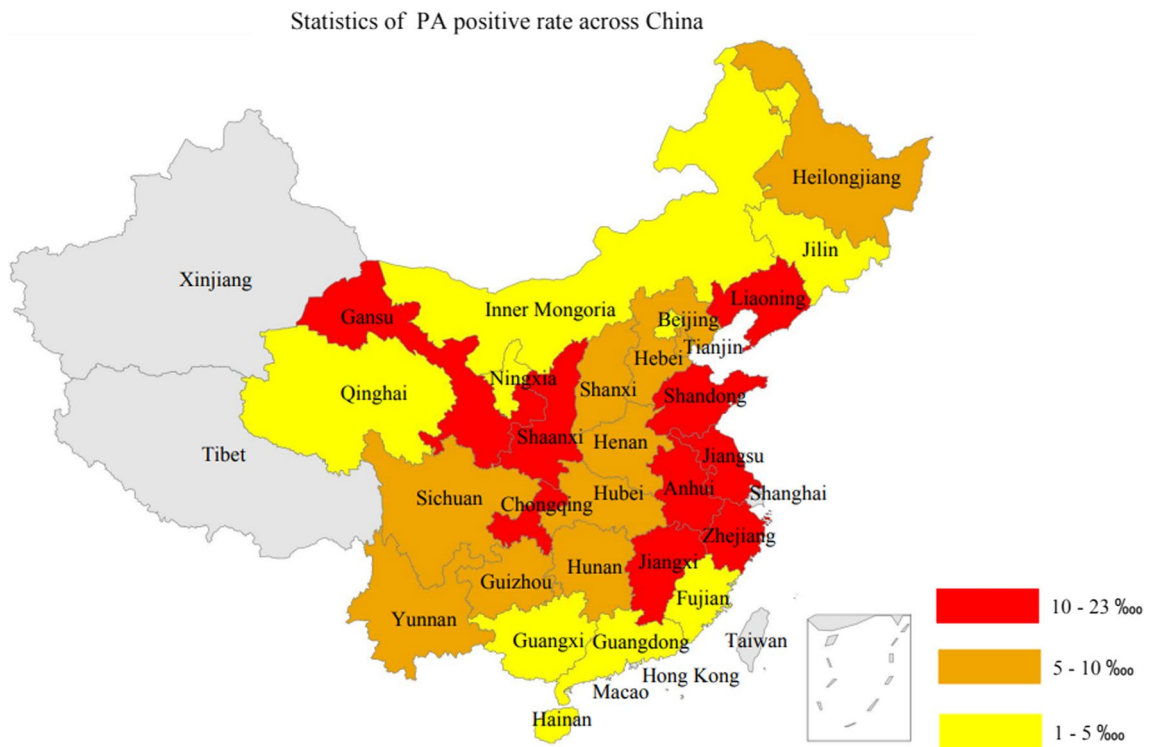 Statistics of PA positive rate across China
Heilongjiang
Jilin
Xinjiang
Liaoning
Inner Mongoria
Gansu
Beijing
Tianjin
Hebei
Ningxia
Shanxi
Qinghai
Shandong
Shaanxi
Henan
Tibet
Jiangsu
Anhui
Shanghai
Sichuan
Chongqing
Hubei
Zhejiang
Jiangxi
Hunan
Guizhou
Fujian
Yunnan
Guangxi
Guangdong
Taiwan
Hong Kong
Macao
Hainan
10 - 23 ‱
5 - 10 ‱
1 - 5 ‱